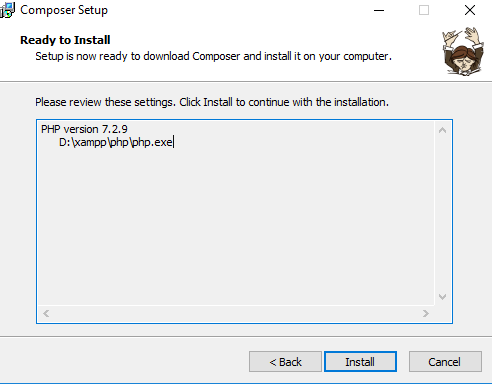 Composer Setup
Ready to Install
Setup is now ready to download Composer and install it on your computer.
Please review these settings. Click Install to continue with the installation.
PHP version 7.2.9
D:\xampp\php\php.exe
< Back
Install
Cancel